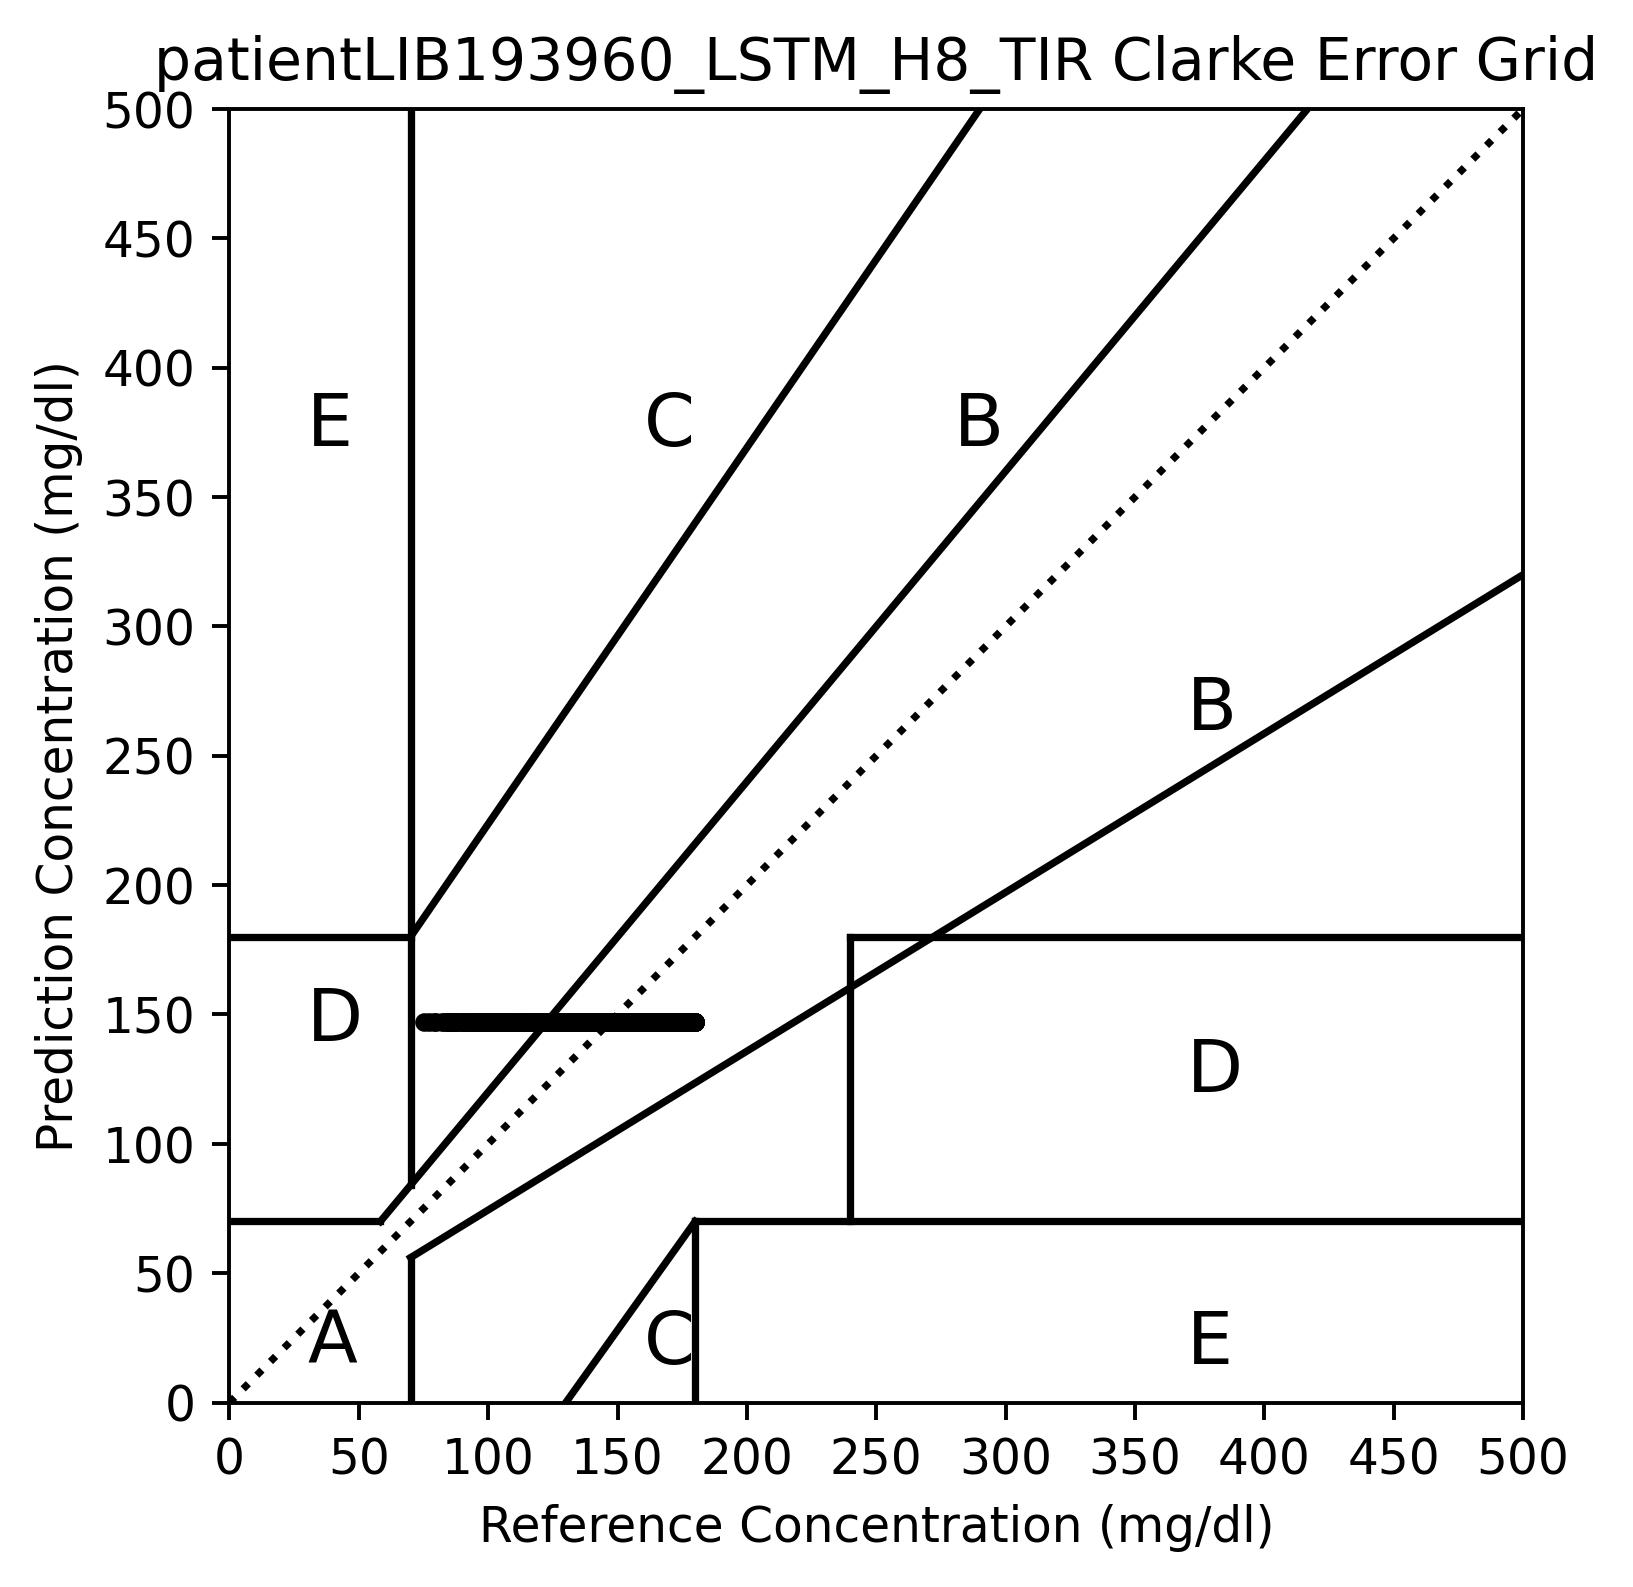 patientLIB193960_LSTM_H8_TIR Clarke Error Grid
500
450
400
350
300
250
200
150
100
50
0
Prediction Concentration (mg/dl)
E
C
B
B
D
D
A
C
E
0 50 100 150 200 250 300 350 400 450 500
Reference Concentration (mg/dl)